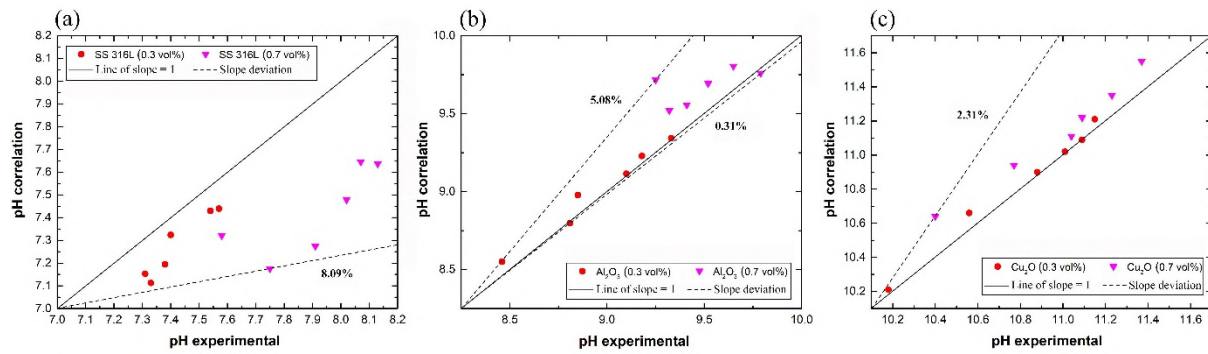 (a)
SS 316L (0.3 vol%) SS 316L (0.7 vol%)
Line of slope = 1 Slope deviation
8.09%
8.2
8.1
8.0
7.9
7.8
7.7
7.6
7.5
7.4
7.3
7.2
7.1
7.0
pH correlation
7.0 7.1 7.2 7.3 7.4 7.5 7.6 7.7 7.8 7.9 8.0 8.1 8.2
pH experimental
(b)
5.08%
0.31%
Al₂O₃ (0.3 vol%) Al₂O₃ (0.7 vol%)
Line of slope = 1 Slope deviation
10.0
9.5
9.0
8.5
pH correlation
8.5 9.0 9.5 10.0
pH experimental
(c)
2.31%
Cu₂O (0.3 vol%) Cu₂O (0.7 vol%)
Line of slope = 1 Slope deviation
11.6
11.4
11.2
11.0
10.8
10.6
10.4
10.2
pH correlation
10.2 10.4 10.6 10.8 11.0 11.2 11.4 11.6
pH experimental